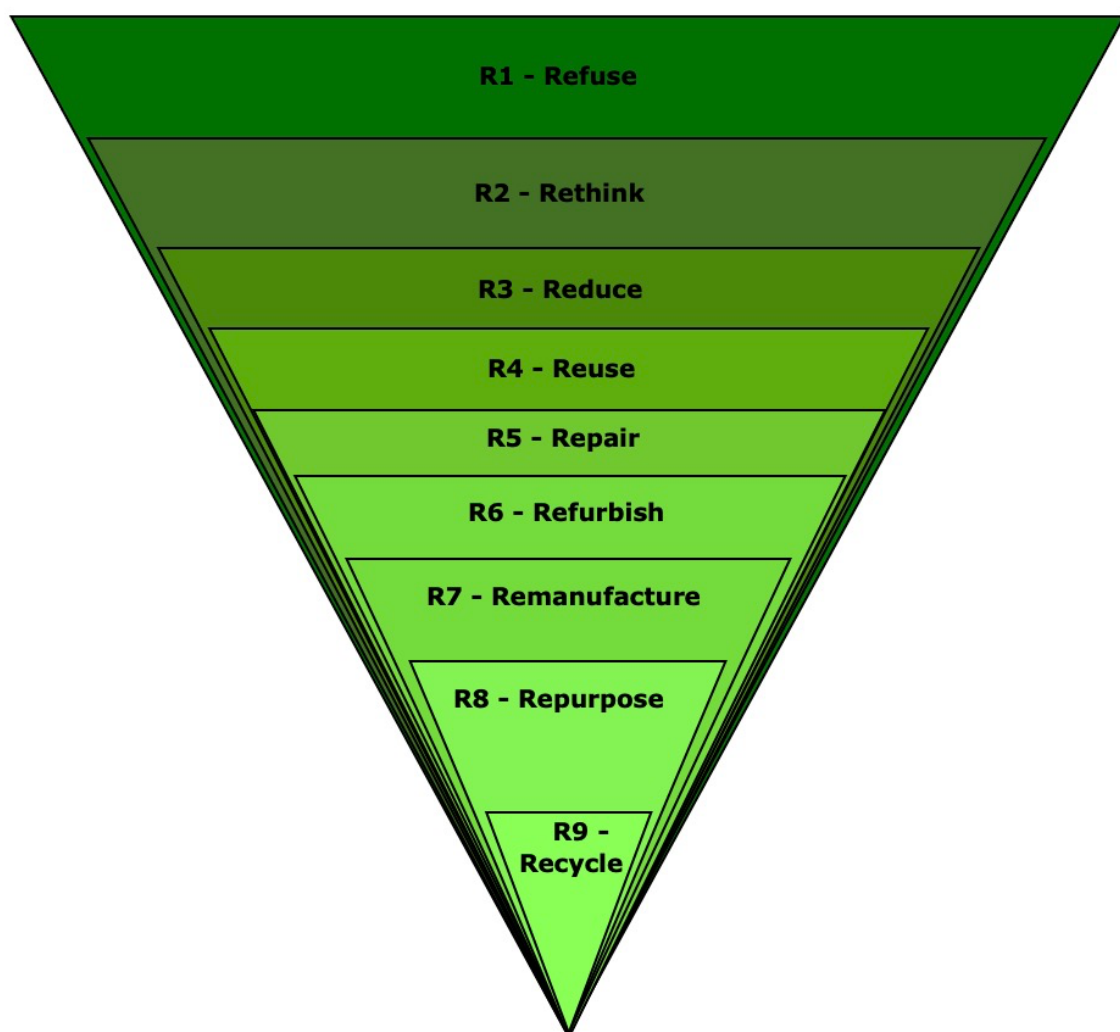 R1 - Refuse
R2 - Rethink
R3 - Reduce
R4 - Reuse
R5 - Repair
R6 - Refurbish
R7 - Remanufacture
R8 - Repurpose
R9 -
Recycle